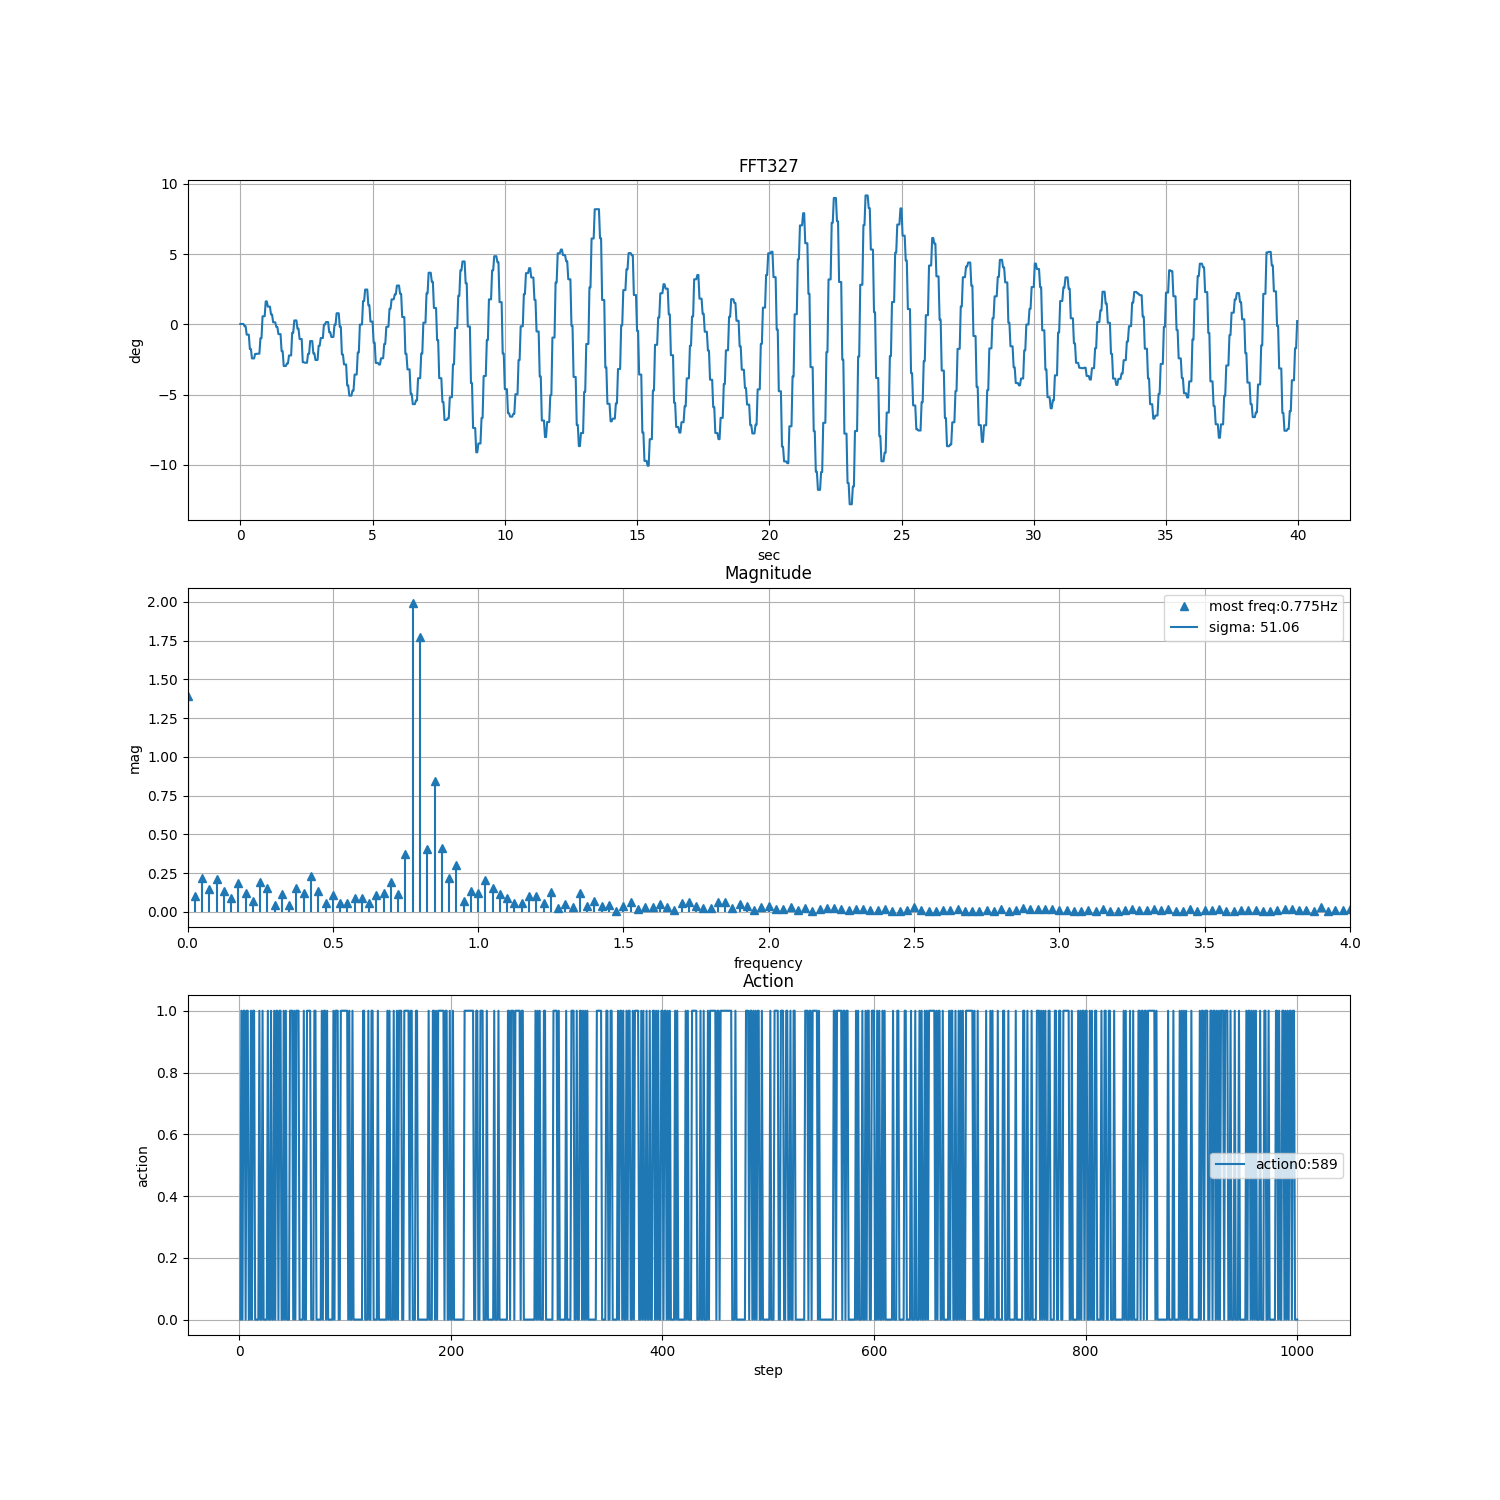 FFT327
10
5
0
−5
−10
deg
0 5 10 15 20 25 30 35 40
sec
Magnitude
2.00
1.75
1.50
1.25
1.00
0.75
0.50
0.25
0.00
mag
most freq:0.775Hz
sigma: 51.06
0.0 0.5 1.0 1.5 2.0 2.5 3.0 3.5 4.0
frequency
Action
1.0
0.8
0.6
0.4
0.2
0.0
action
action0:589
0 200 400 600 800 1000
step